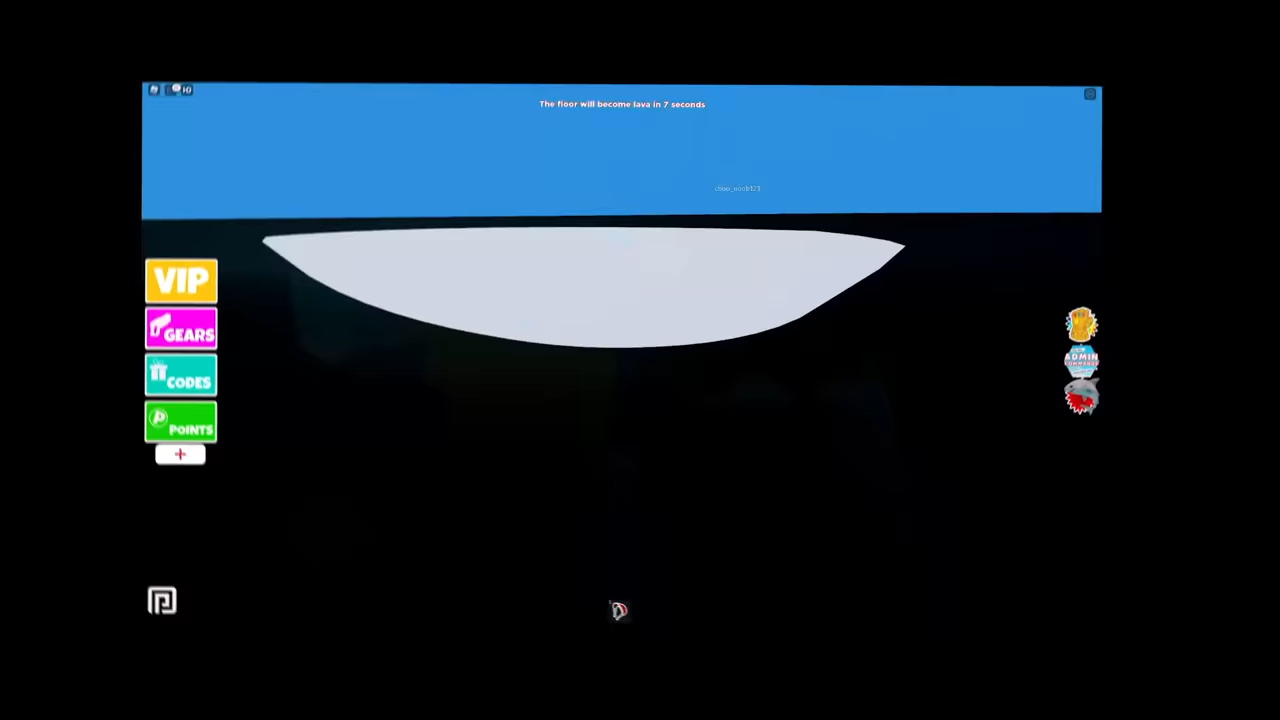 The floor will become lava in 7 seconds
VIP
GEARS
CODES
POINTS
+
ADMIN